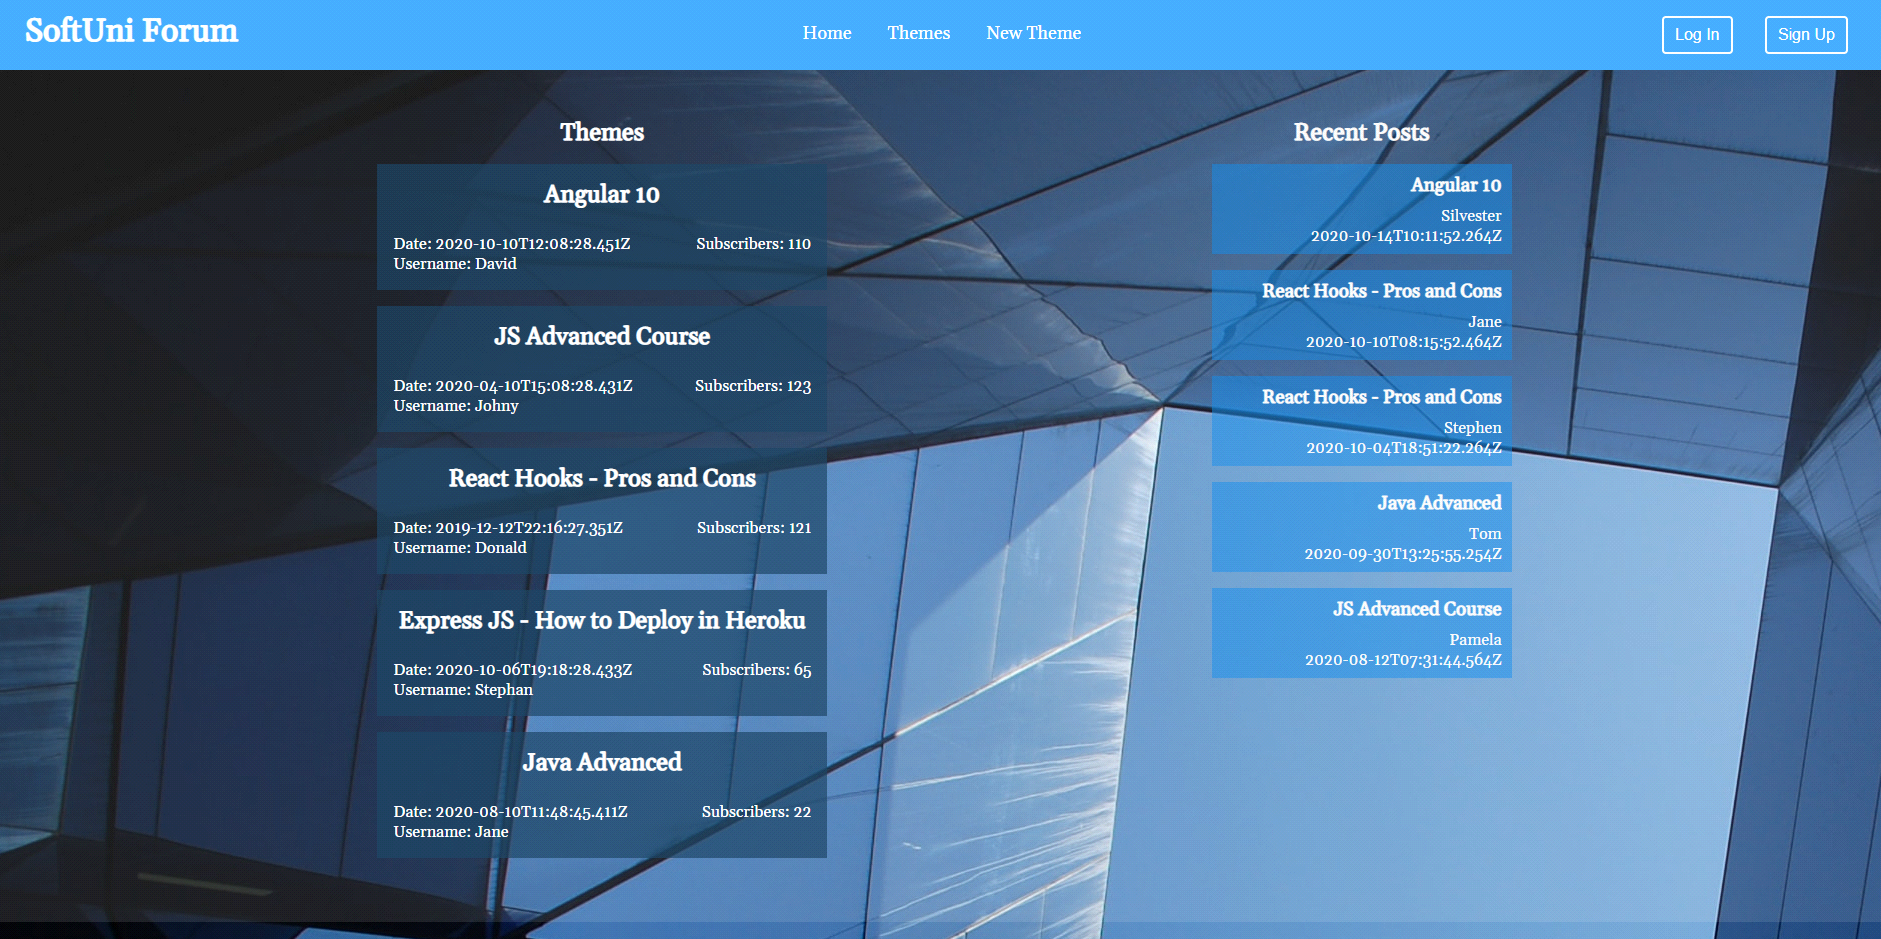 SoftUni Forum
Home Themes New Theme
Log In Sign Up
Themes
Angular 10
Date: 2020-10-10T12:08:28.451Z Subscribers: 110
Username: David
JS Advanced Course
Date: 2020-04-10T15:08:28.431Z Subscribers: 123
Username: Johny
React Hooks - Pros and Cons
Date: 2019-12-12T22:16:27.351Z Subscribers: 121
Username: Donald
Express JS - How to Deploy in Heroku
Date: 2020-10-06T19:18:28.433Z Subscribers: 65
Username: Stephan
Java Advanced
Date: 2020-08-10T11:48:45.411Z Subscribers: 22
Username: Jane
Recent Posts
Angular 10
Silvester
2020-10-14T10:11:52.264Z
React Hooks - Pros and Cons
Jane
2020-10-10T08:15:52.464Z
React Hooks - Pros and Cons
Stephen
2020-10-04T18:51:22.264Z
Java Advanced
Tom
2020-09-30T13:25:55.254Z
JS Advanced Course
Pamela
2020-08-12T07:31:44.564Z